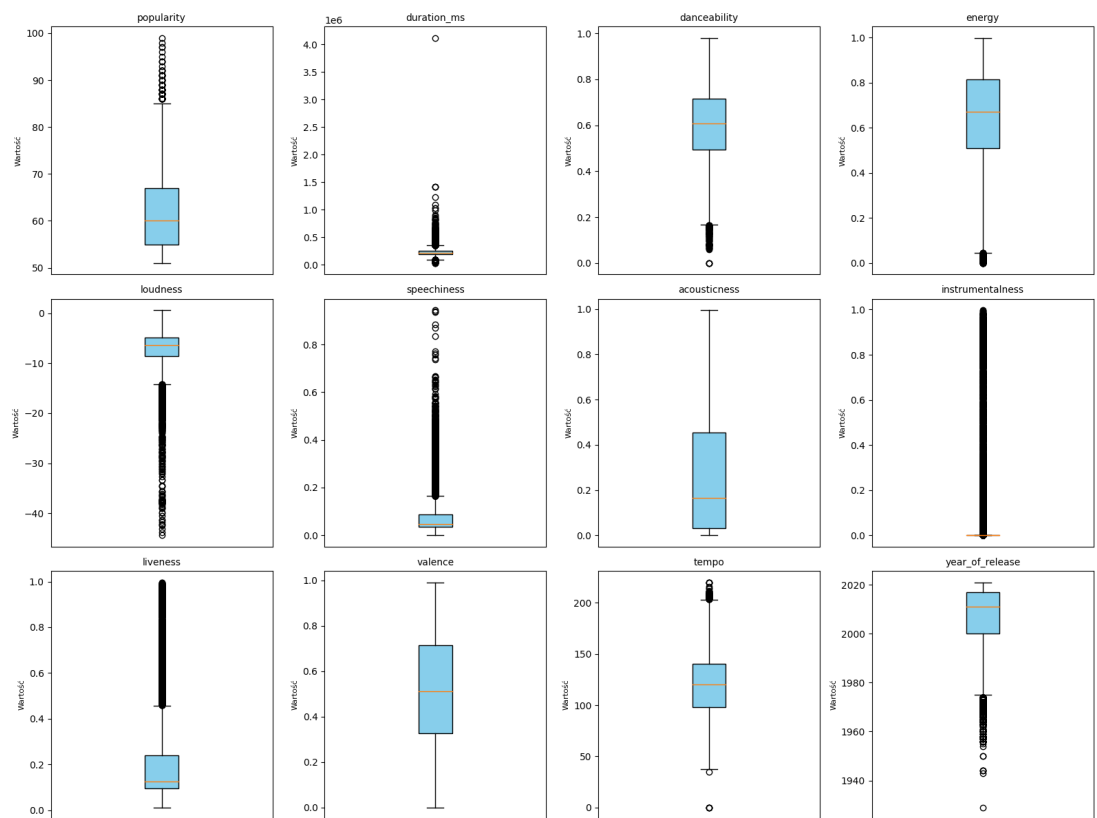 popularity
duration_ms
danceability
energy
1e6
100
90
80
70
60
50
Wartość
4.0
3.5
3.0
2.5
2.0
1.5
1.0
0.5
0.0
Wartość
1.0
0.8
0.6
0.4
0.2
0.0
Wartość
1.0
0.8
0.6
0.4
0.2
0.0
Wartość
loudness
speechiness
acousticness
instrumentalness
0
−10
−20
−30
−40
Wartość
0.8
0.6
0.4
0.2
0.0
Wartość
1.0
0.8
0.6
0.4
0.2
0.0
Wartość
1.0
0.8
0.6
0.4
0.2
0.0
Wartość
liveness
valence
tempo
year_of_release
1.0
0.8
0.6
0.4
0.2
0.0
Wartość
1.0
0.8
0.6
0.4
0.2
0.0
Wartość
200
150
100
50
0
Wartość
2020
2000
1980
1960
1940
Wartość